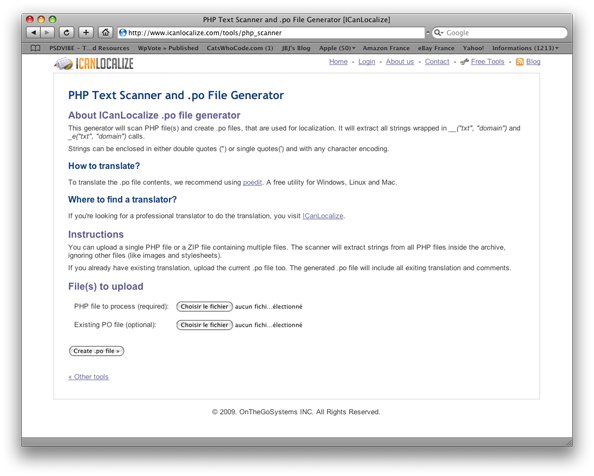 PHP Text Scanner and .po File Generator [ICanLocalize]
http://www.icanlocalize.com/tools/php_scanner
Google
PSDVIBE – T...d Resources WpVote » Published CatsWhoCode.com (1) JBJ's Blog Apple (50) Amazon France eBay France Yahoo! Informations (1213)
ICANLOCALIZE
Home - Login - About us - Contact - Free Tools - Blog
PHP Text Scanner and .po File Generator
About ICanLocalize .po file generator
This generator will scan PHP file(s) and create .po files, that are used for localization. It will extract all strings wrapped in __("txt", "domain") and
_e("txt", "domain") calls.
Strings can be enclosed in either double quotes (") or single quotes(') and with any character encoding.
How to translate?
To translate the .po file contents, we recommend using poedit. A free utility for Windows, Linux and Mac.
Where to find a translator?
If you're looking for a professional translator to do the translation, you visit ICanLocalize.
Instructions
You can upload a single PHP file or a ZIP file containing multiple files. The scanner will extract strings from all PHP files inside the archive,
ignoring other files (like images and stylesheets).
If you already have existing translation, upload the current .po file too. The generated .po file will include all exiting translation and comments.
File(s) to upload
PHP file to process (required): Choisir le fichier aucun fichi...électionné
Existing PO file (optional): Choisir le fichier aucun fichi...électionné
Create .po file »
« Other tools
© 2009. OnTheGoSystems INC. All Rights Reserved.